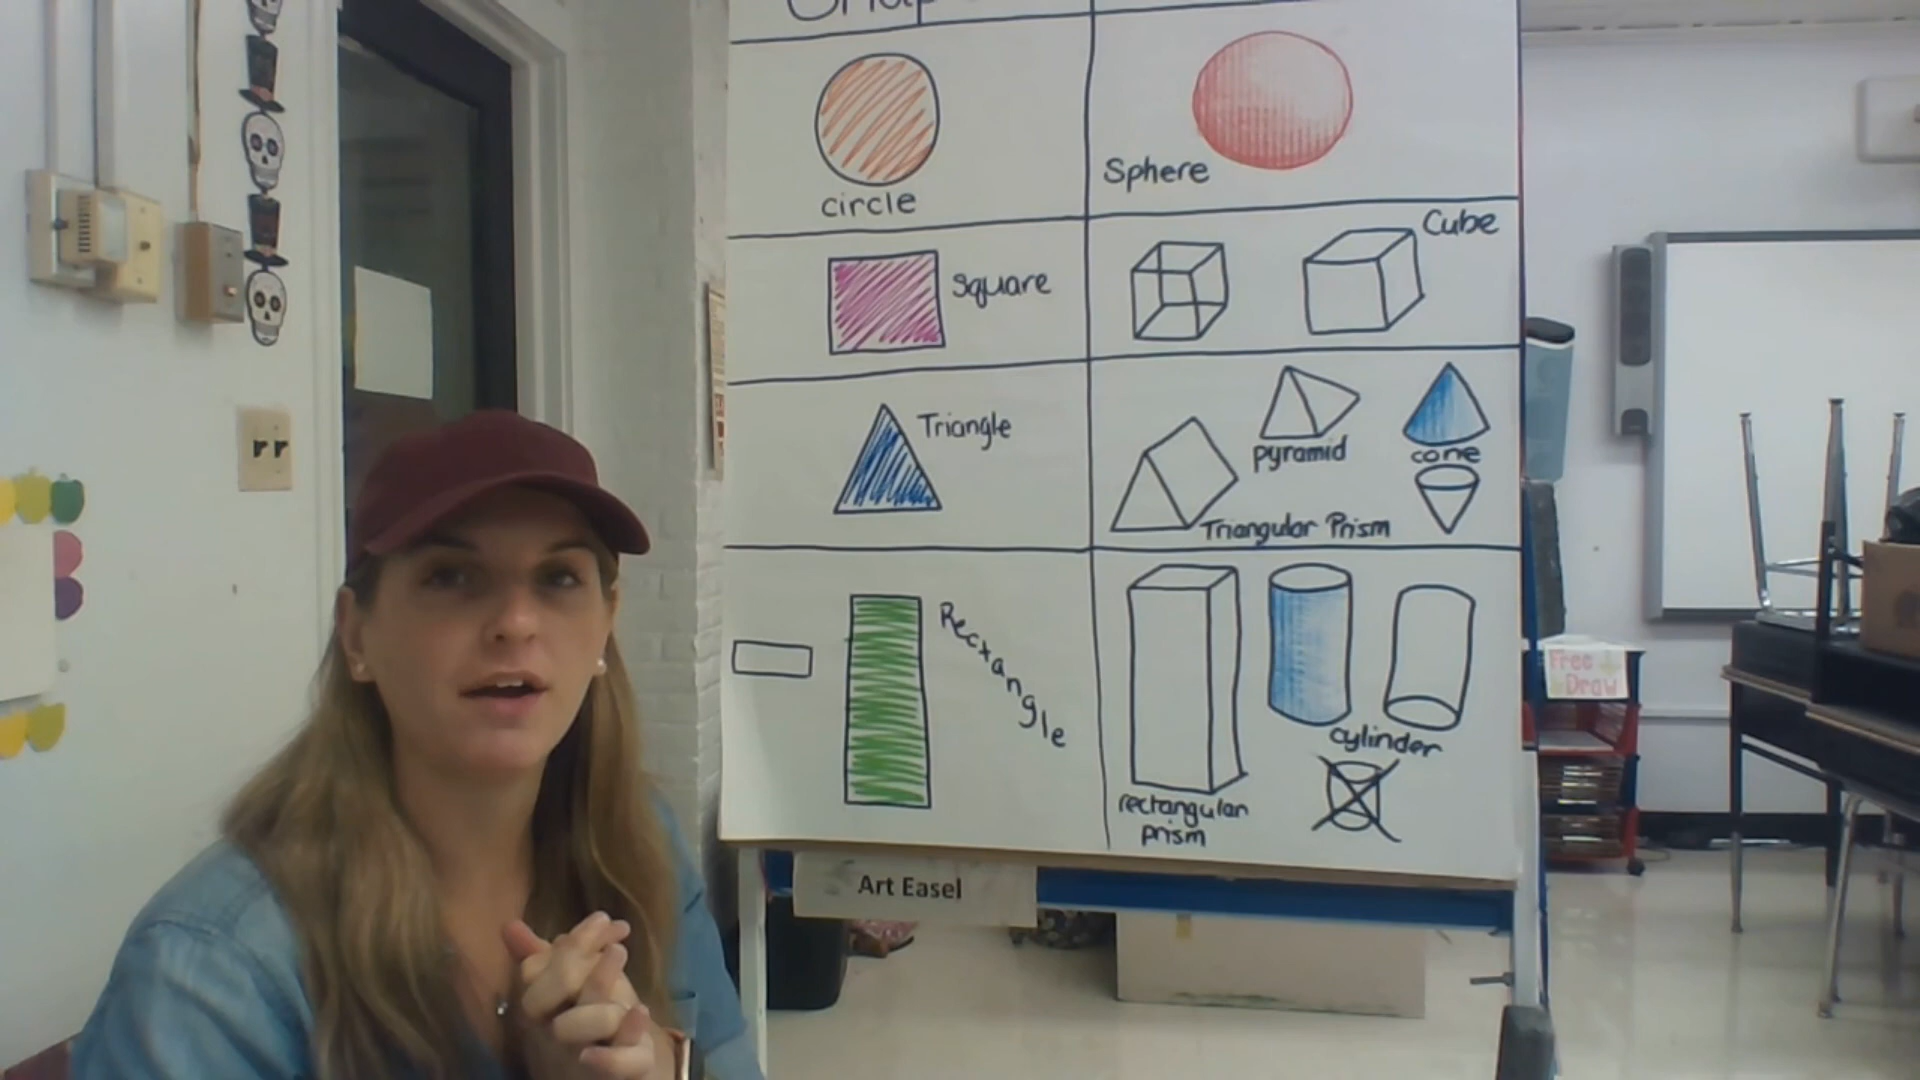 circle
Sphere
square
Cube
Triangle
pyramid
cone
Triangular Prism
Rectangle
cylinder
rectangular
prism
Free
Draw
Art Easel